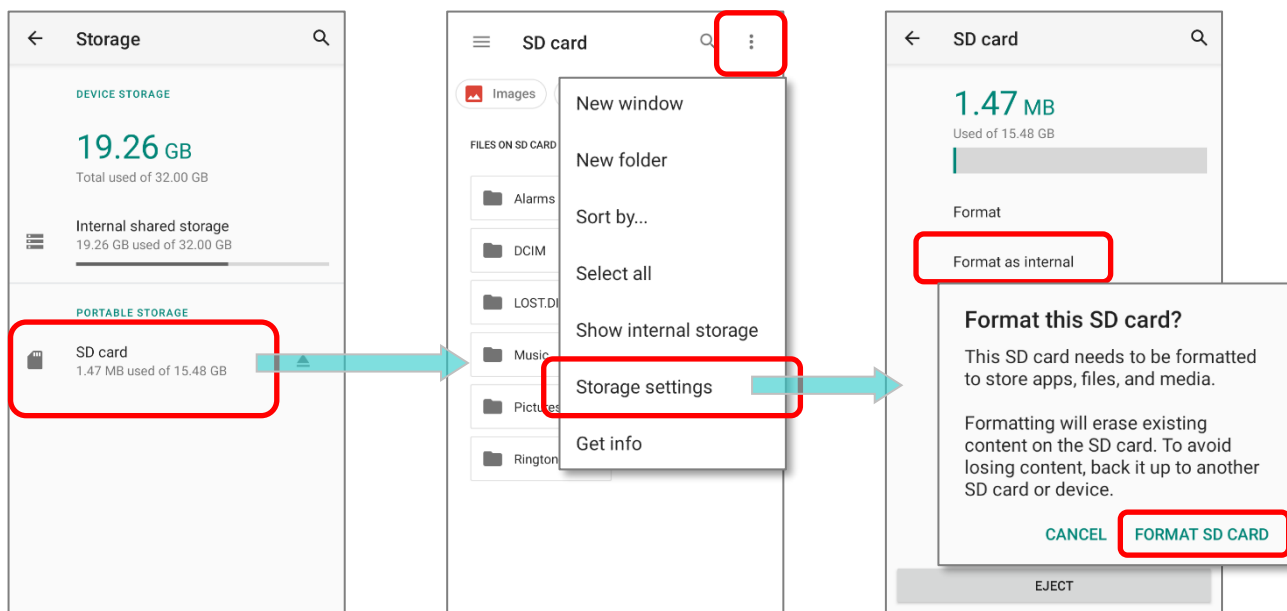 Storage
DEVICE STORAGE
19.26 GB
Total used of 32.00 GB
Internal shared storage
19.26 GB used of 32.00 GB
PORTABLE STORAGE
SD card
1.47 MB used of 15.48 GB
SD card
Images
FILES ON SD CARD
Alarms
DCIM
LOST.DI
Music
Pictures
Rington
New window
New folder
Sort by...
Select all
Show internal storage
Storage settings
Get info
SD card
1.47 MB
Used of 15.48 GB
Format
Format as internal
Format this SD card?
This SD card needs to be formatted
to store apps, files, and media.
Formatting will erase existing
content on the SD card. To avoid
losing content, back it up to another
SD card or device.
CANCEL FORMAT SD CARD
EJECT